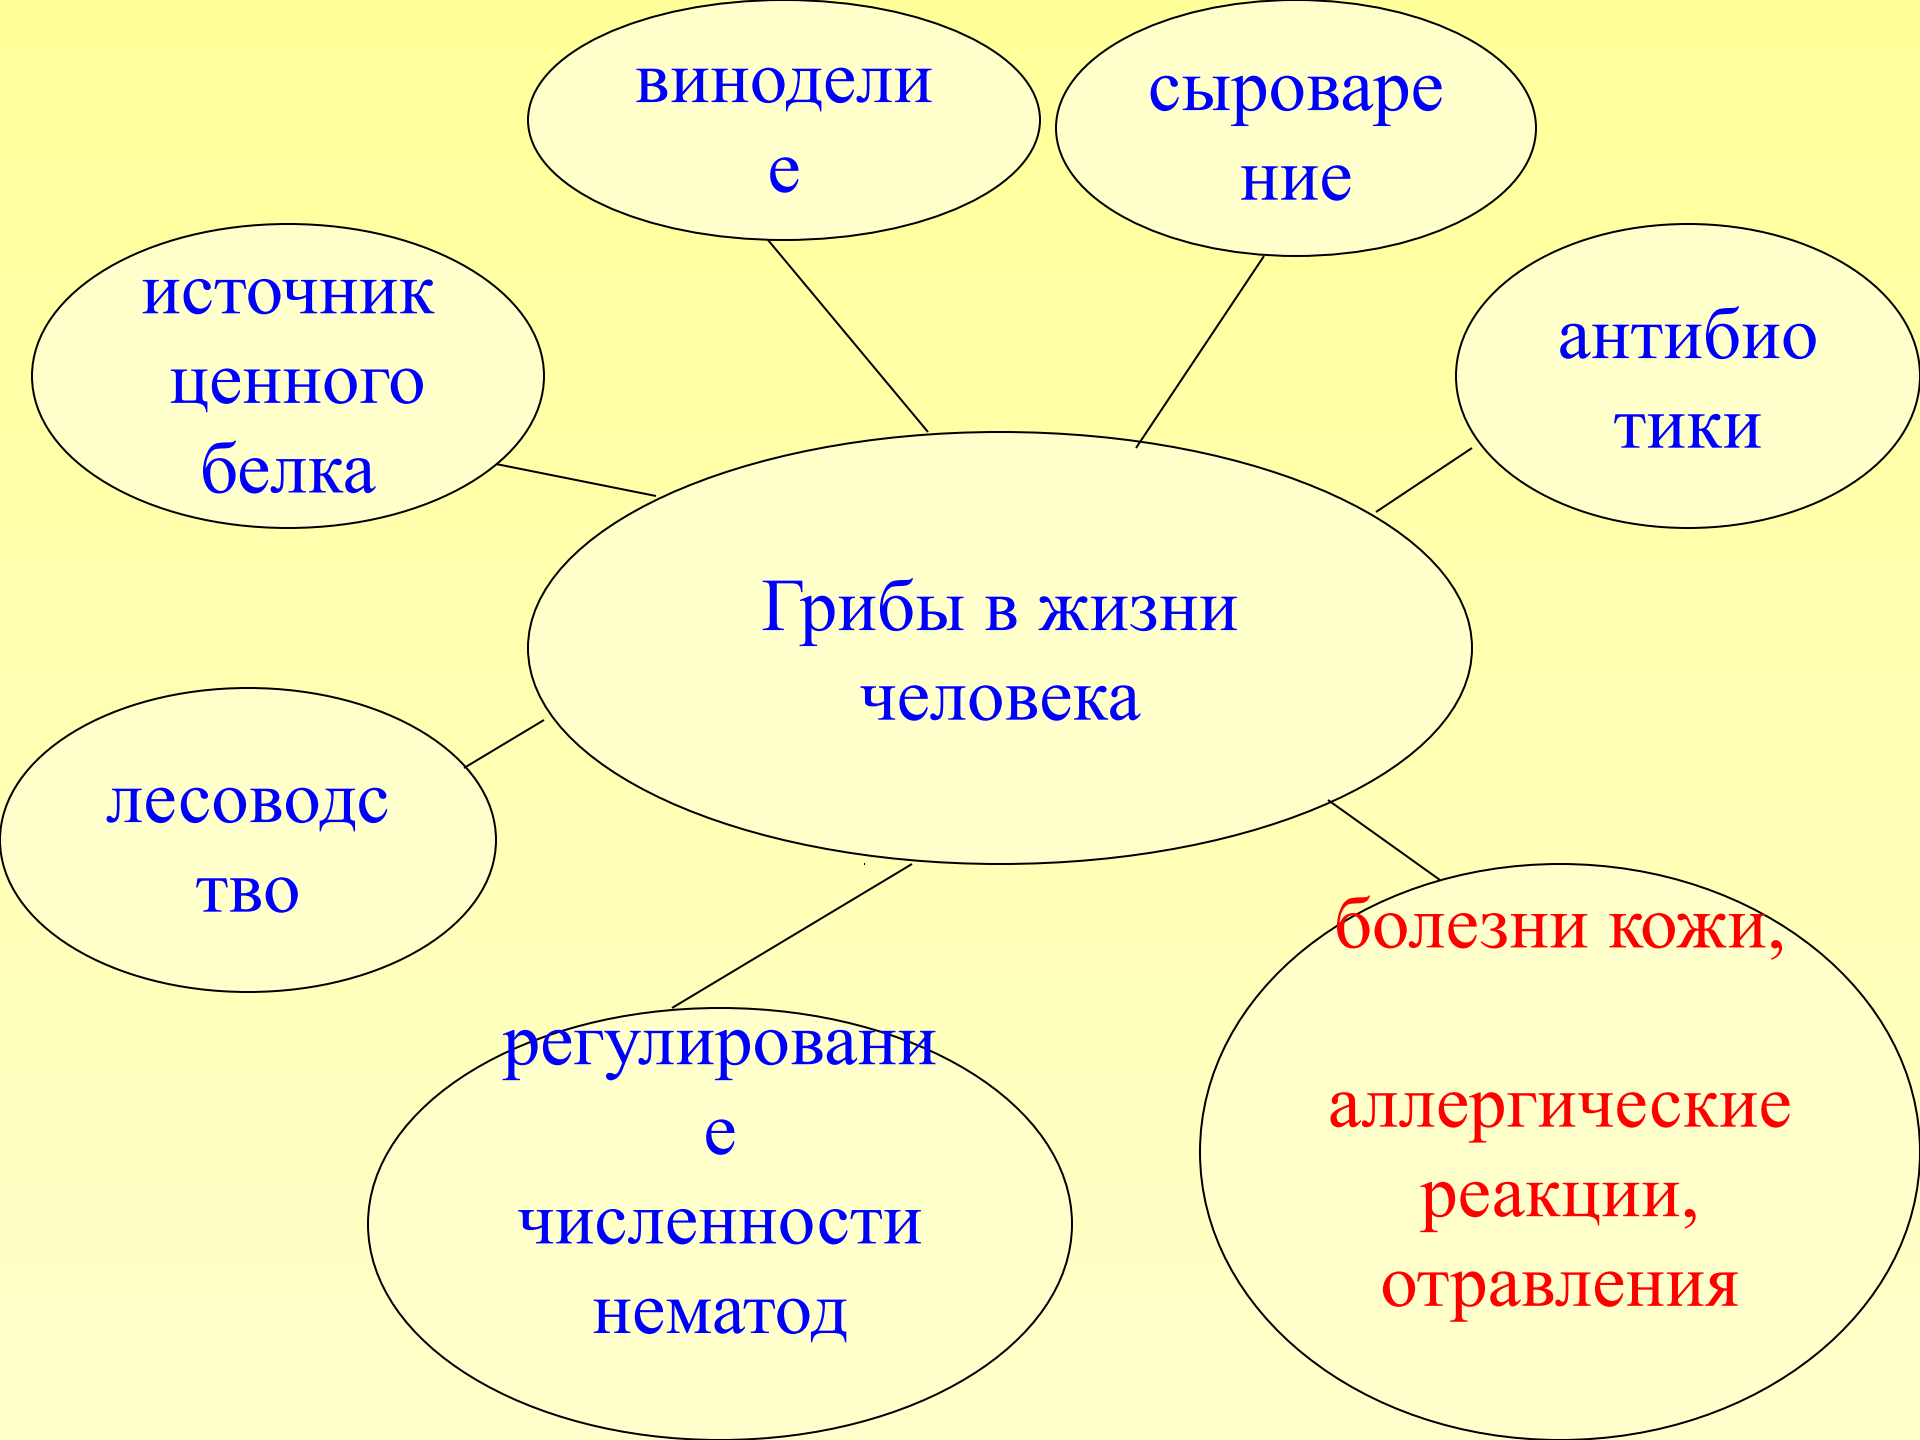 винодели
е
сыроваре
ние
источник
ценного
белка
антибио
тики
Грибы в жизни
человека
лесоводс
тво
болезни кожи,
аллергические
реакции,
отравления
регулировани
е
численности
нематод